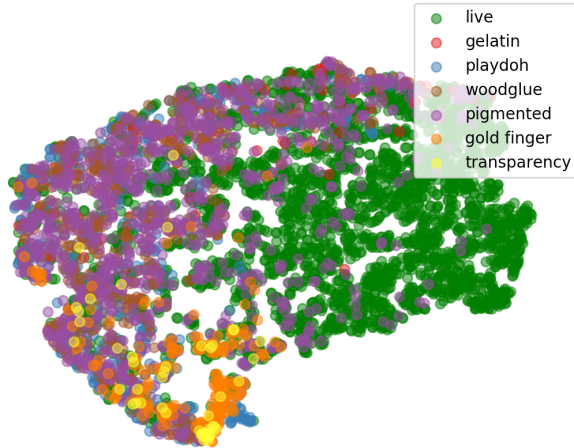 live
gelatin
playdoh
woodglue
pigmented
gold finger
transparency